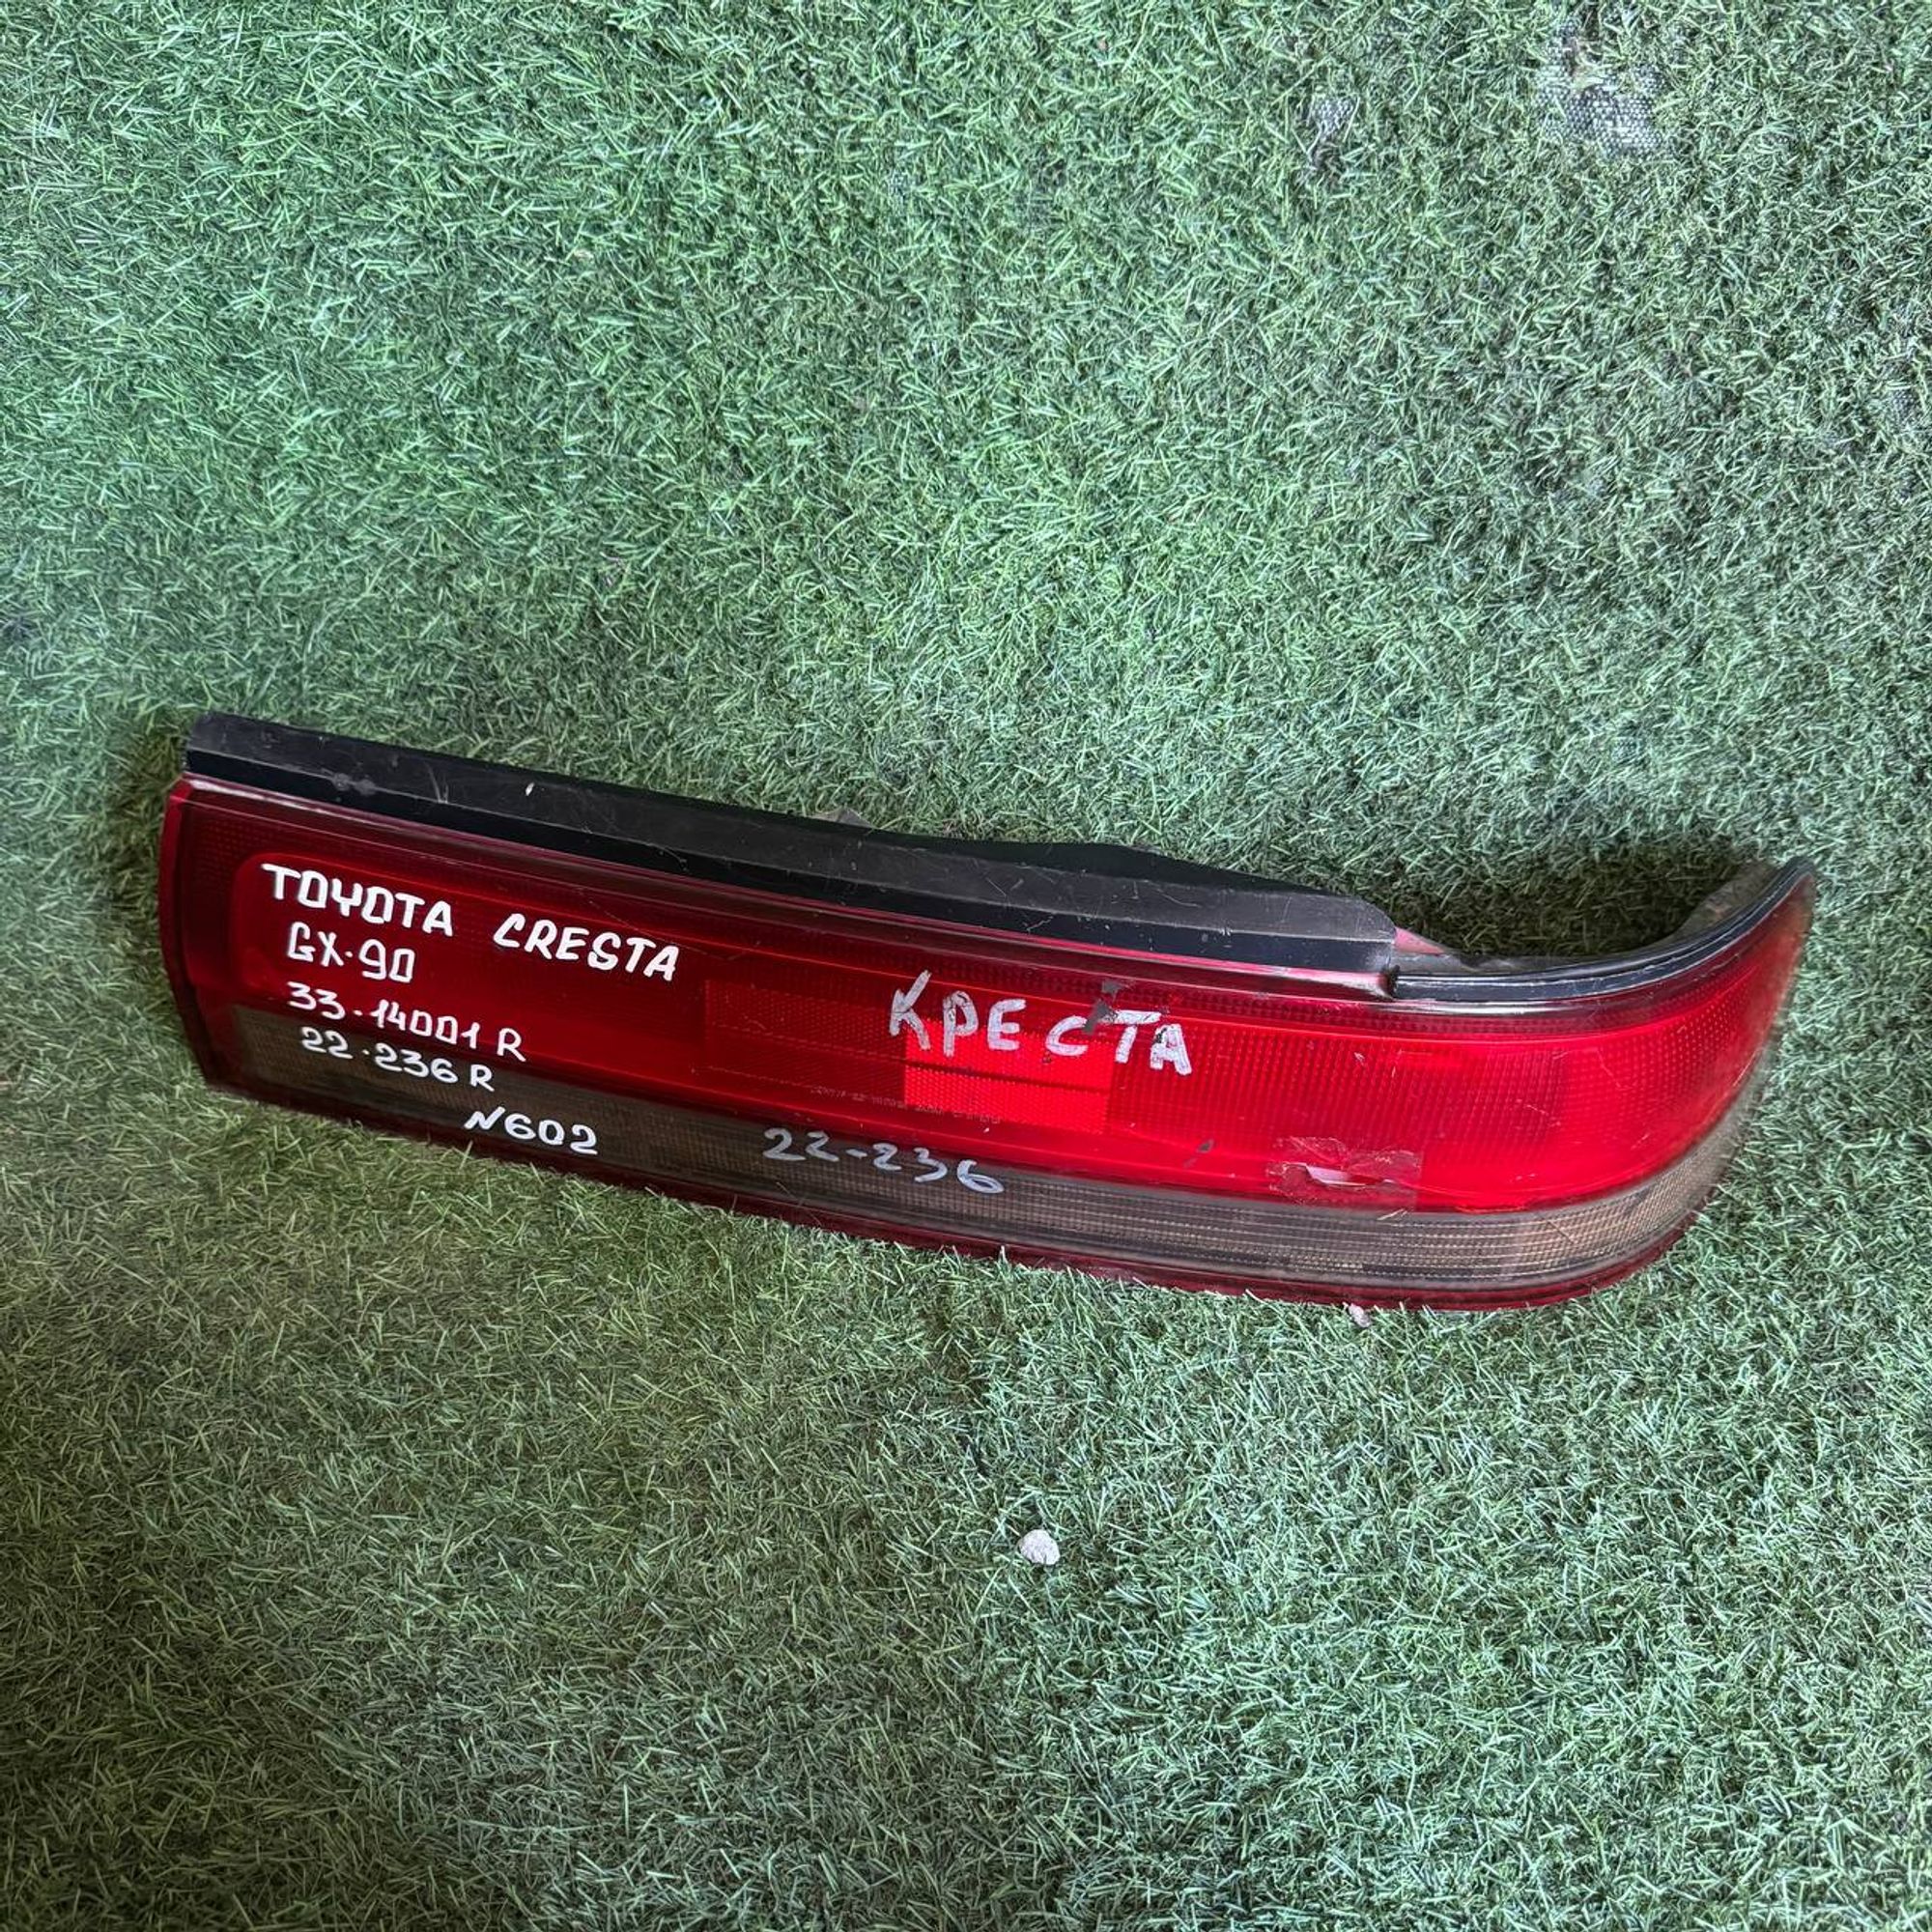 TOYOTA CRESTA
GX-90
33-14001 R
22-236 R
N602
КРЕСТА
22-236